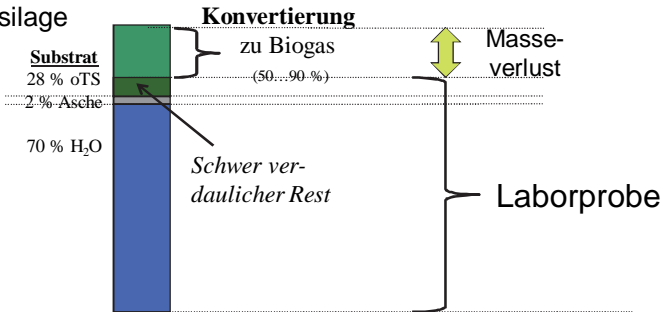 silage
Konvertierung
zu Biogas
(50…90 %)
Masse-
verlust
Substrat
28 % oTS
2 % Asche
70 % H₂O
Schwer ver-
daulicher Rest
Laborprobe